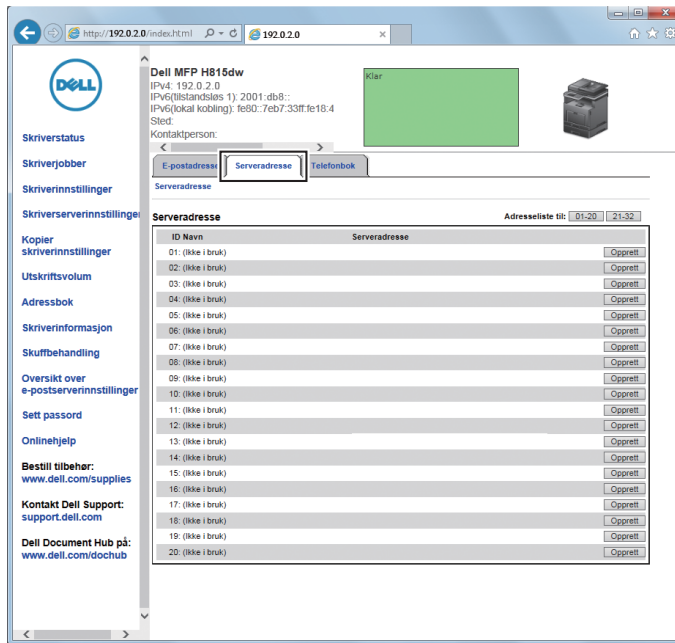 http://192.0.2.0/index.html
192.0.2.0
DELL
Dell MFP H815dw
IPv4: 192.0.2.0
IPv6(tilstandsløs 1): 2001:db8::
IPv6(lokal kobling): fe80::7eb7:33ff:fe18:4
Sted:
Kontaktperson:
Klar
Skriverstatus
Skriverjobber
Skriverinnstillinger
Skriverserverinnstillinger
Kopier
skriverinnstillinger
Utskriftsvolum
Adressbok
Skriverinformasjon
Skuffbehandling
Oversikt over
e-postserverinnstillinger
Sett passord
Onlinehjelp
Bestill tilbehør:
www.dell.com/supplies
Kontakt Dell Support:
support.dell.com
Dell Document Hub på:
www.dell.com/dochub
E-postadresse Serveradresse Telefonbok
Serveradresse
Serveradresse Adresseliste til: 01-20 21-32
ID Navn Serveradresse
01: (Ikke i bruk) Opprett
02: (Ikke i bruk) Opprett
03: (Ikke i bruk) Opprett
04: (Ikke i bruk) Opprett
05: (Ikke i bruk) Opprett
06: (Ikke i bruk) Opprett
07: (Ikke i bruk) Opprett
08: (Ikke i bruk) Opprett
09: (Ikke i bruk) Opprett
10: (Ikke i bruk) Opprett
11: (Ikke i bruk) Opprett
12: (Ikke i bruk) Opprett
13: (Ikke i bruk) Opprett
14: (Ikke i bruk) Opprett
15: (Ikke i bruk) Opprett
16: (Ikke i bruk) Opprett
17: (Ikke i bruk) Opprett
18: (Ikke i bruk) Opprett
19: (Ikke i bruk) Opprett
20: (Ikke i bruk) Opprett